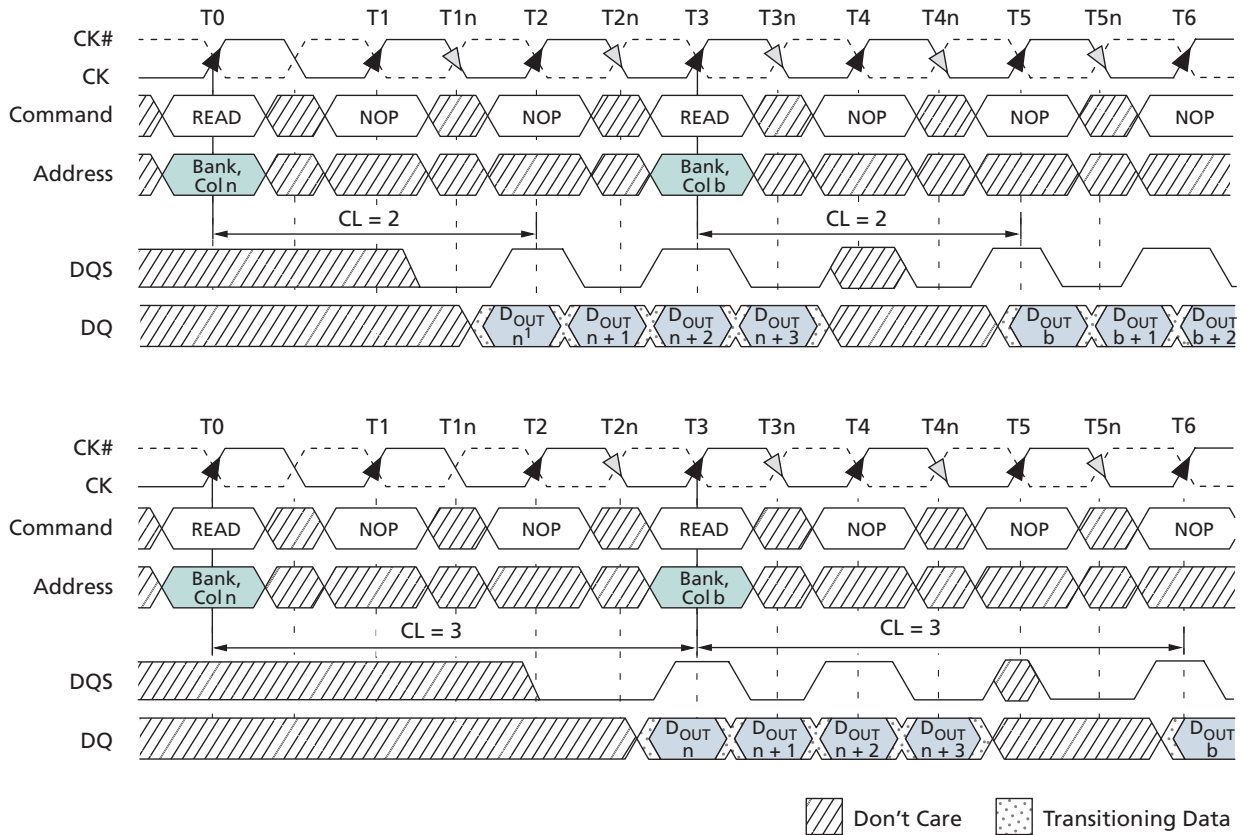 T0 T1 T1n T2 T2n T3 T3n T4 T4n T5 T5n T6
CK#
CK
Command READ NOP NOP READ NOP NOP NOP
Address Bank, Col n Bank, Col b
CL = 2 CL = 2
DQS
DQ DOUT n1 DOUT n + 1 DOUT n + 2 DOUT n + 3 DOUT b DOUT b + 1 DOUT b + 2
T0 T1 T1n T2 T2n T3 T3n T4 T4n T5 T5n T6
CK#
CK
Command READ NOP NOP READ NOP NOP NOP
Address Bank, Col n Bank, Col b
CL = 3 CL = 3
DQS
DQ DOUT n DOUT n + 1 DOUT n + 2 DOUT n + 3 DOUT b
Don't Care Transitioning Data